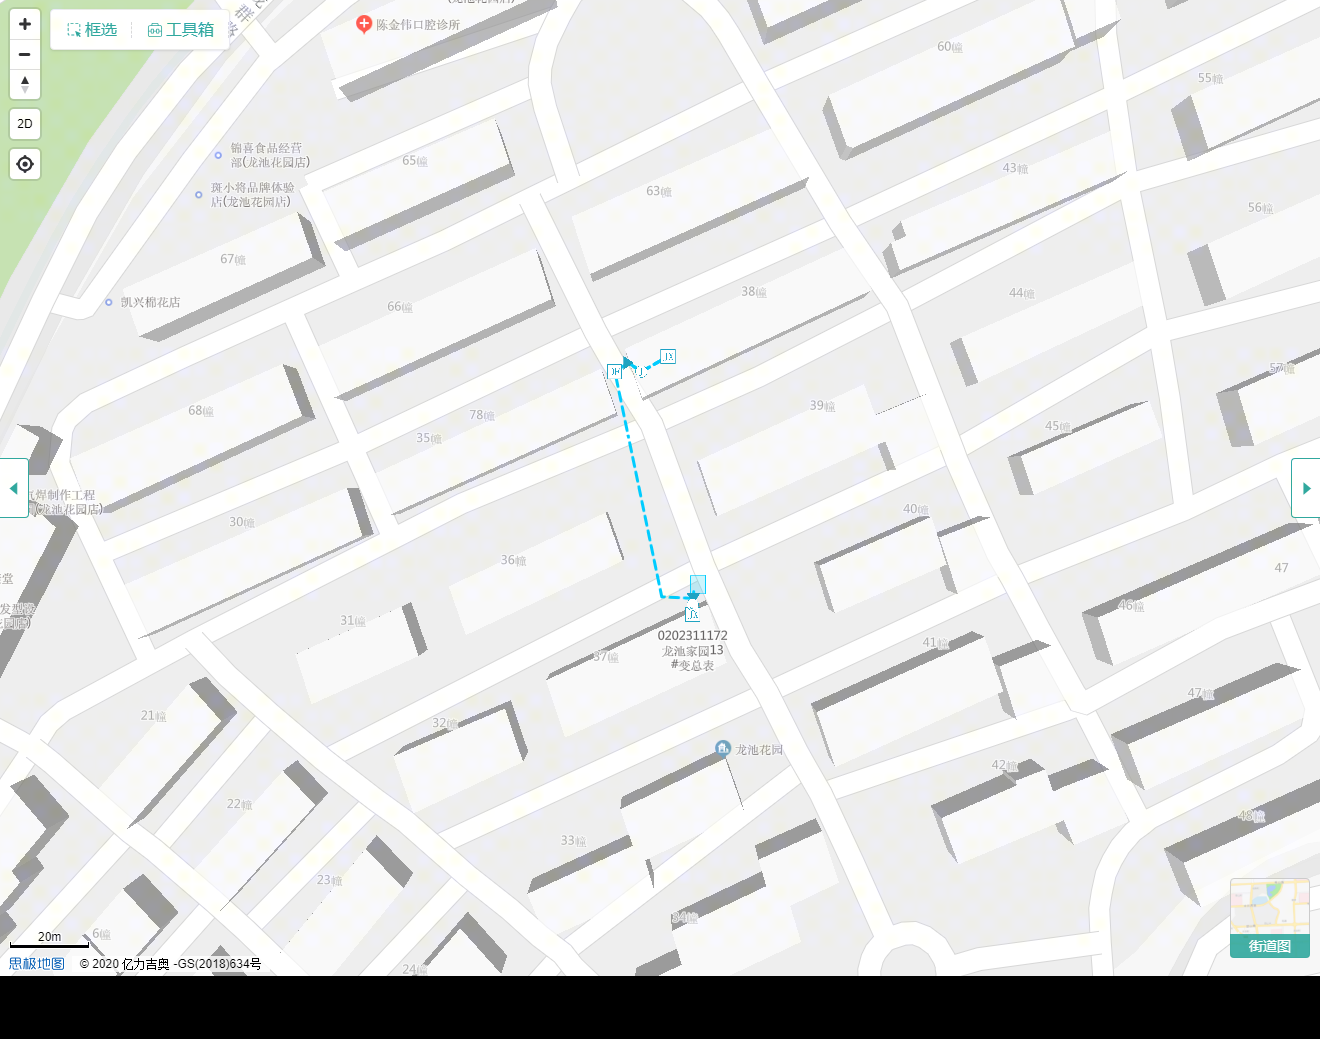 框选
工具箱
2D
陈金伟口腔诊所
60幢
55幢
锦喜食品经营
部(龙池花园店)
65幢
43幢
斑小将品牌体验
店(龙池花园店)
63幢
56幢
67幢
38幢
44幢
凯兴棉花店
66幢
57幢
68幢
78幢
35幢
39幢
45幢
气焊制作工程
(龙池花园店)
30幢
36幢
40幢
47
31幢
46幢
0202311172
龙池家园13
#变总表
37幢
41幢
47幢
21幢
32幢
龙池花园
42幢
22幢
33幢
48幢
23幢
34幢
6幢
24幢
20m
思极地图
© 2020 亿力吉奥 -GS(2018)634号
街道图